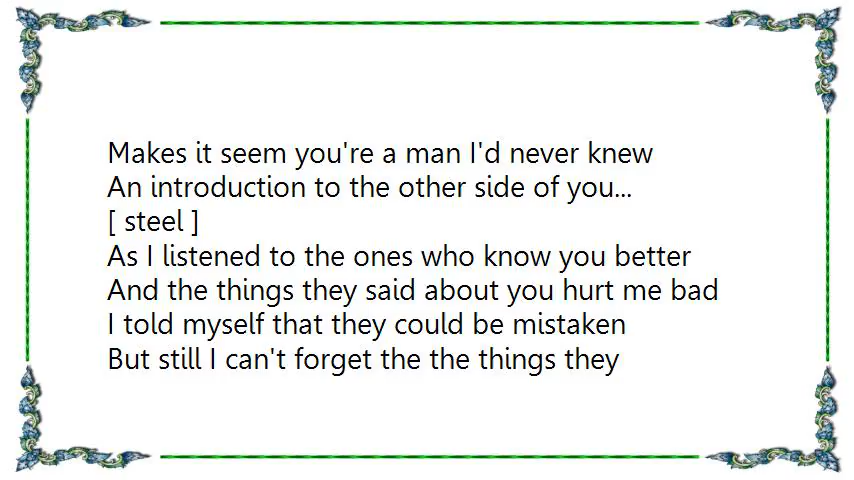 Makes it seem you're a man I'd never knew
An introduction to the other side of you...
[ steel ]
As I listened to the ones who know you better
And the things they said about you hurt me bad
I told myself that they could be mistaken
But still I can't forget the the things they